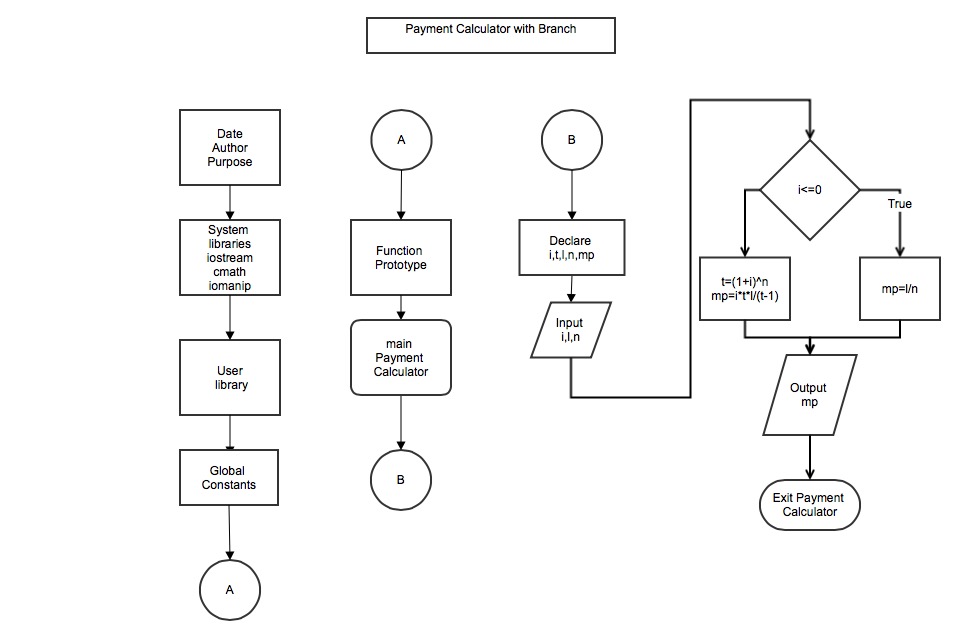 Payment Calculator with Branch
Date
Author
Purpose
System
libraries
iostream
cmath
iomanip
User
library
Global
Constants
A
A
Function
Prototype
main
Payment
Calculator
B
B
Declare
i,t,l,n,mp
Input
i,l,n
i<=0
True
t=(1+i)^n
mp=i*t*l/(t-1)
mp=l/n
Output
mp
Exit Payment
Calculator